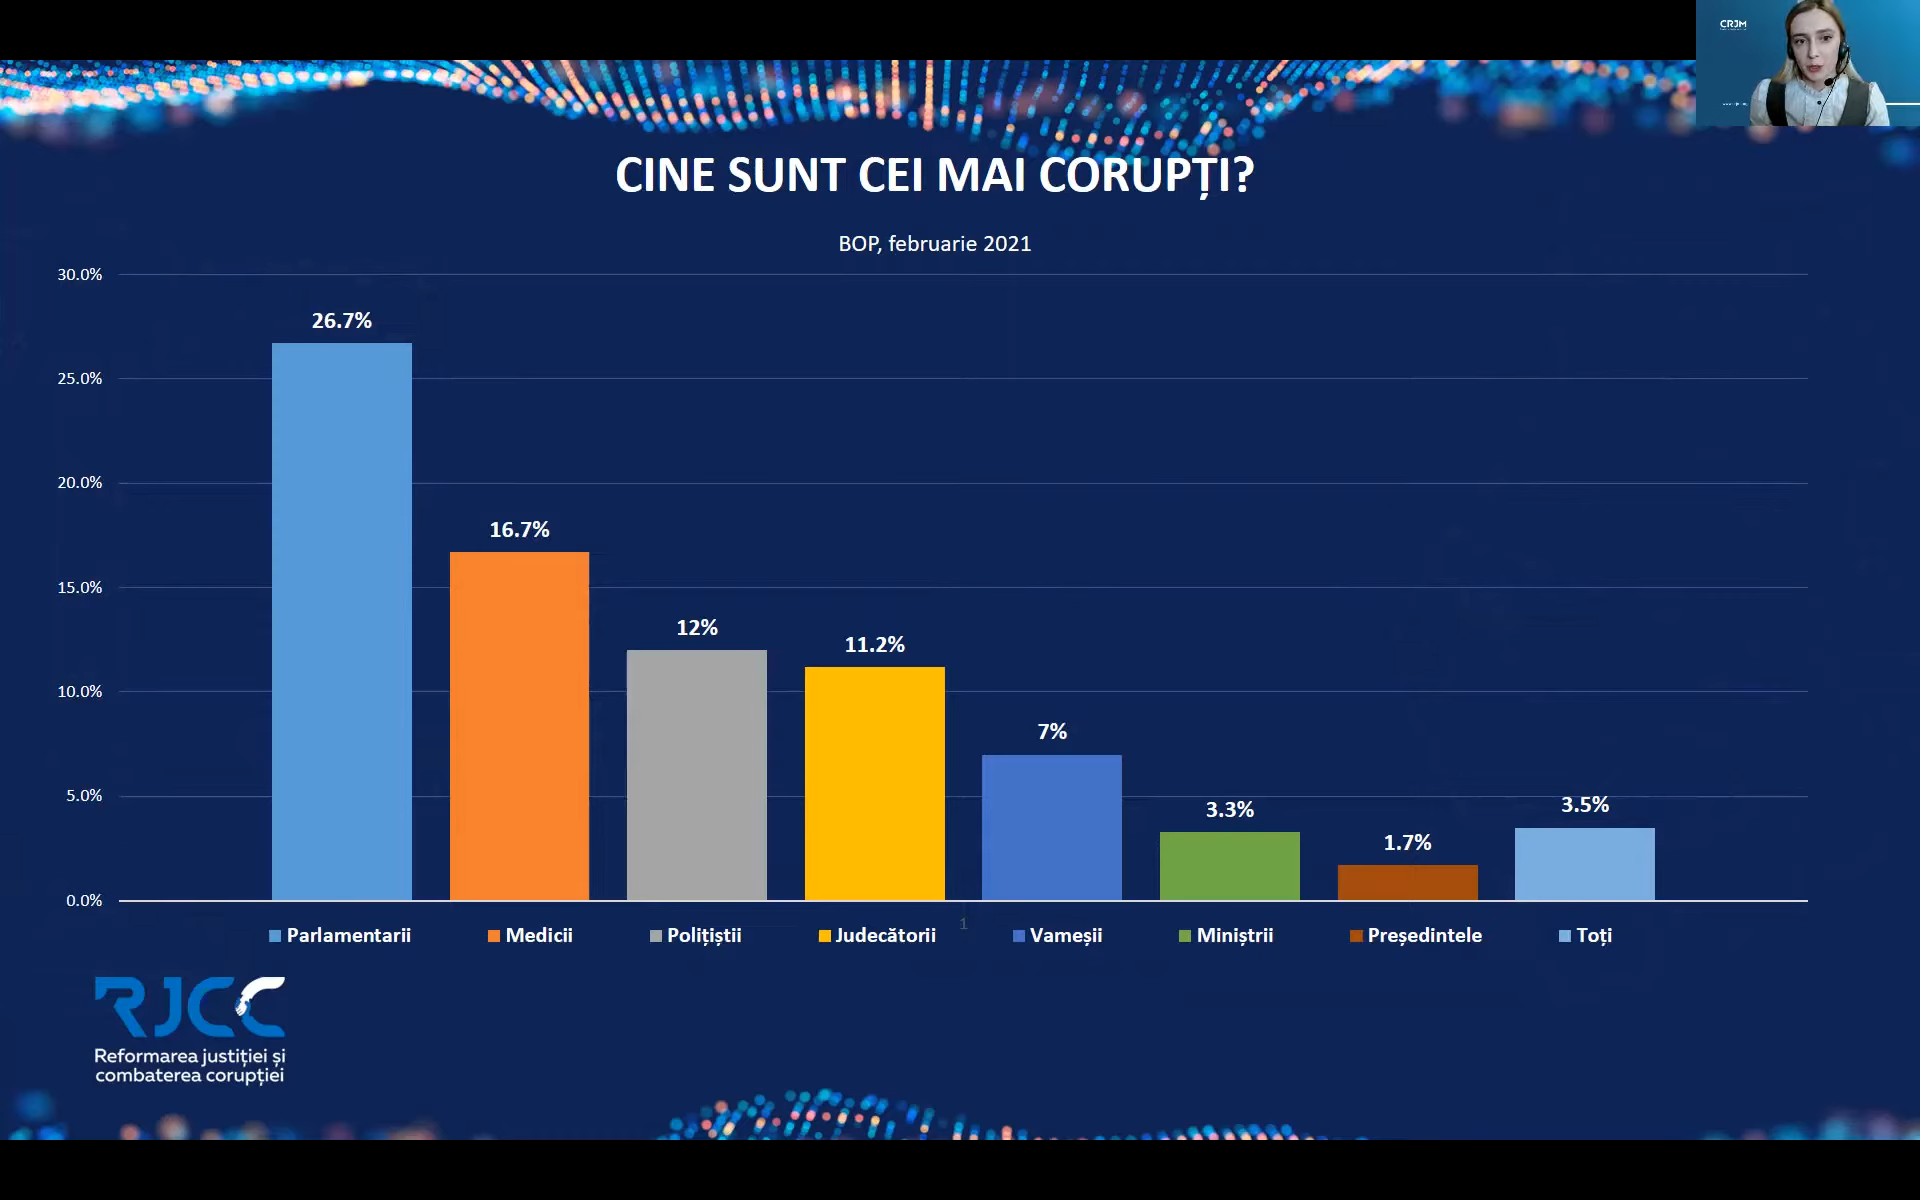 CRJM
CINE SUNT CEI MAI CORUPȚI?
BOP, februarie 2021
30.0%
25.0%
20.0%
15.0%
10.0%
5.0%
0.0%
26.7%
16.7%
12%
11.2%
7%
3.3%
1.7%
3.5%
1
Parlamentarii
Medicii
Polițiștii
Judecătorii
Vameșii
Miniștrii
Președintele
Toți
RJCC
Reformarea justiției și
combaterea corupției